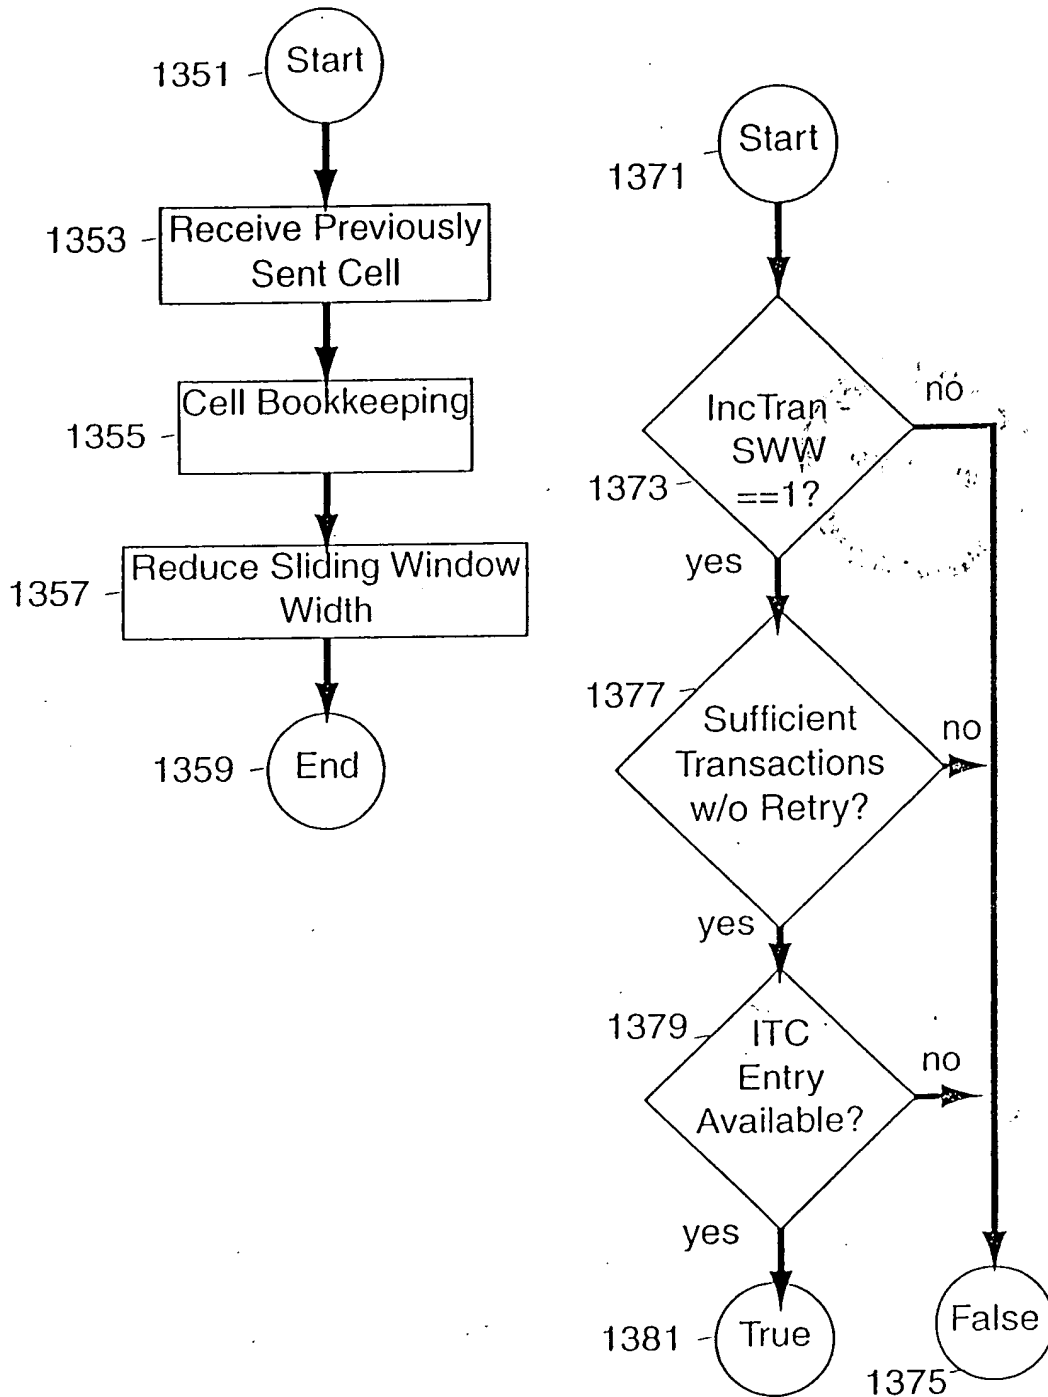 Start
1351
Receive Previously
Sent Cell
1353
Cell Bookkeeping
1355
Reduce Sliding Window
Width
1357
End
1359
Start
1371
IncTran -
SWW
==1?
1373
no
yes
1377
Sufficient
Transactions
w/o Retry?
no
yes
1379
ITC
Entry
Available?
no
yes
1381
True
False
1375